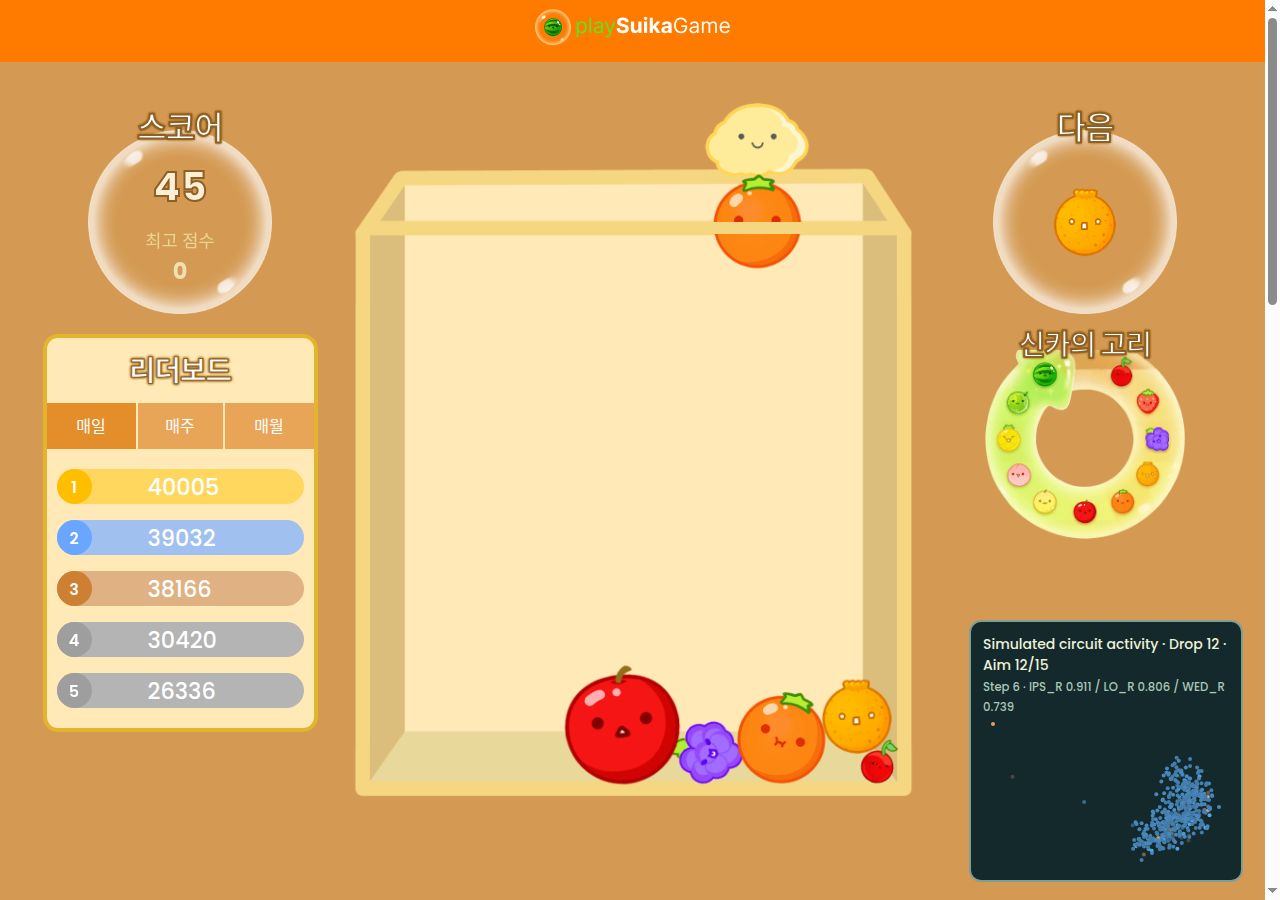 playSuikaGame
스코어
45
최고 점수
0
리더보드
매일 매주 매월
1 40005
2 39032
3 38166
4 30420
5 26336
다음
신카의 고리
Simulated circuit activity · Drop 12 ·
Aim 12/15
Step 6 · IPS_R 0.911 / LO_R 0.806 / WED_R
0.739